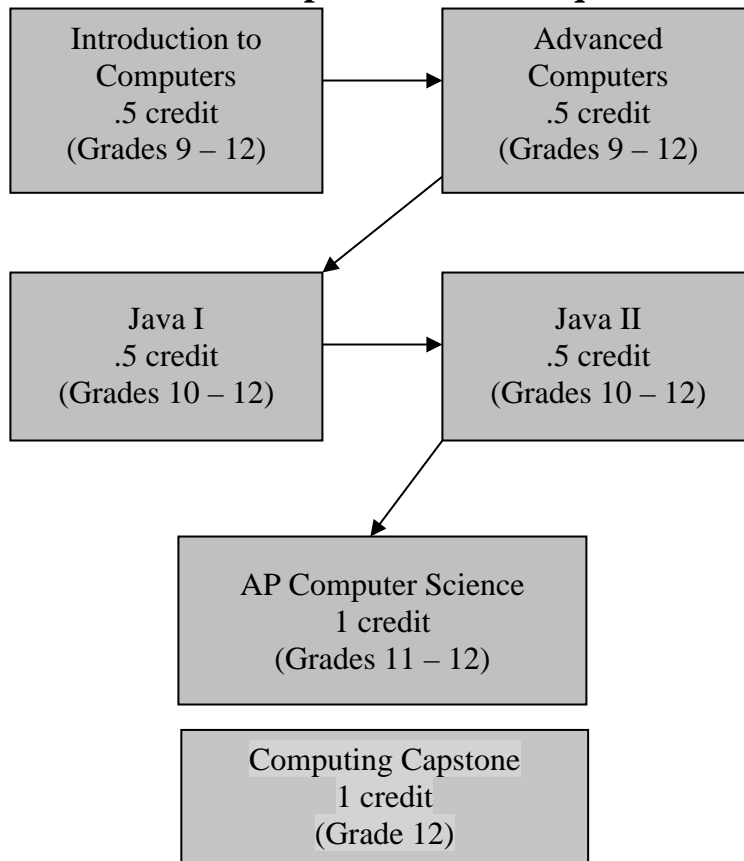 Introduction to
Computers
.5 credit
(Grades 9 – 12)
Advanced
Computers
.5 credit
(Grades 9 – 12)
Java I
.5 credit
(Grades 10 – 12)
Java II
.5 credit
(Grades 10 – 12)
AP Computer Science
1 credit
(Grades 11 – 12)
Computing Capstone
1 credit
(Grade 12)